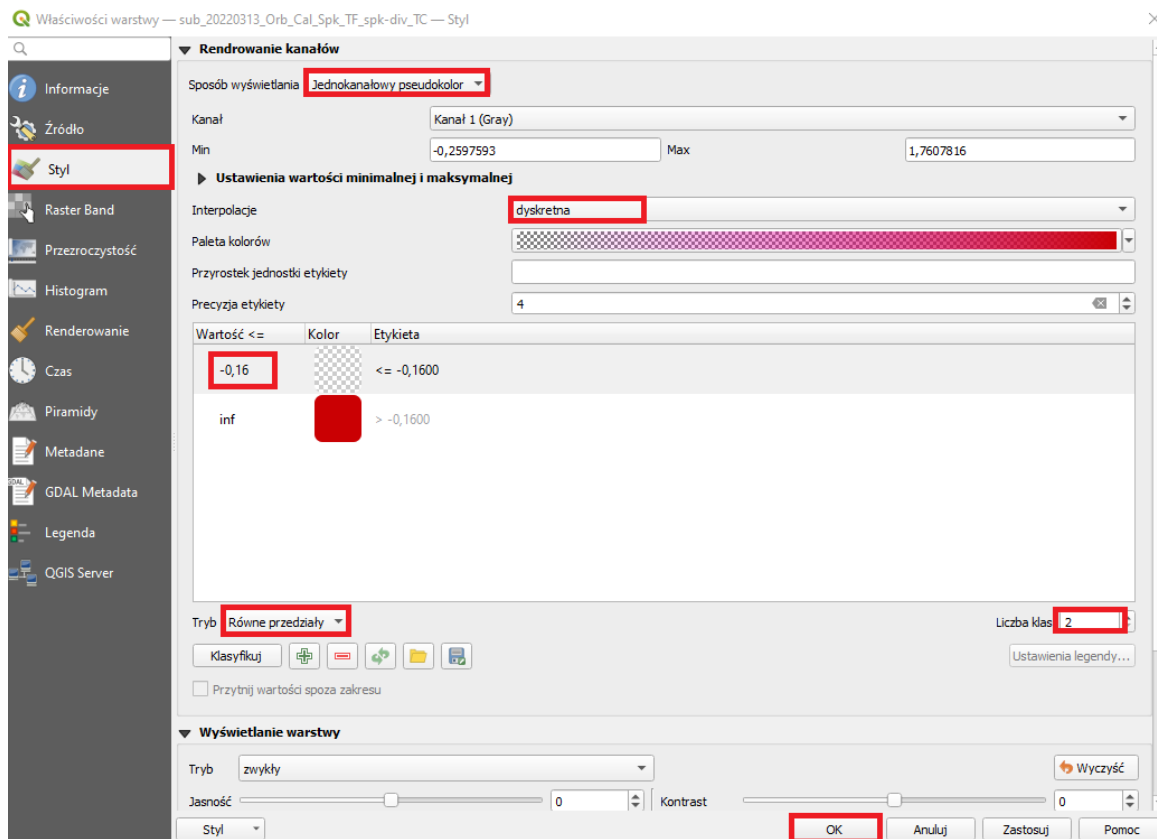 Właściwości warstwy — sub_20220313_Orb_Cal_Spk_TF_spk-div_TC — Styl
Informacje
Źródło
Styl
Raster Band
Przezroczystość
Histogram
Renderowanie
Czas
Piramidy
Metadane
GDAL Metadata
Legenda
QGIS Server
Rendrowanie kanałów
Sposób wyświetlania Jednokanałowy pseudokolor
Kanał Kanał 1 (Gray)
Min -0,2597593 Max 1,7607816
Ustawienia wartości minimalnej i maksymalnej
Interpolacje dyskretna
Paleta kolorów
Przyrostek jednostki etykiety
Precyzja etykiety 4
Wartość <= Kolor Etykieta
-0,16 <= -0,1600
inf > -0,1600
Tryb Równe przedziały Liczba klas 2
Klasyfikuj Ustawienia legendy...
Przytnij wartości spoza zakresu
Wyświetlanie warstwy
Tryb zwykły Wyczyść
Jasność 0 Kontrast 0
Styl OK Anuluj Zastosuj Pomoc